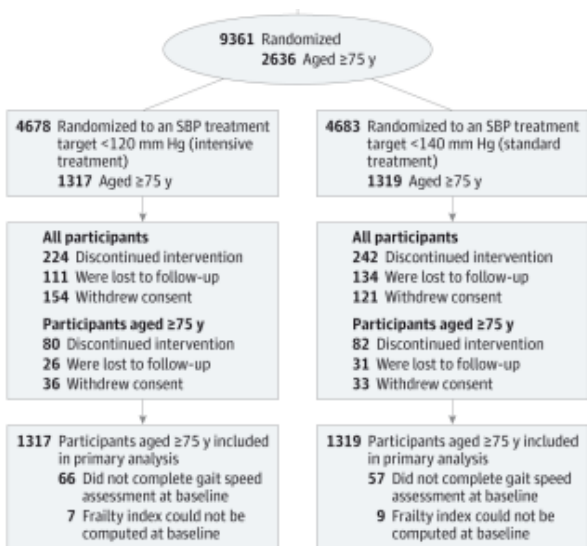 9361 Randomized
2636 Aged ≥75 y
4678 Randomized to an SBP treatment
target <120 mm Hg (intensive
treatment)
1317 Aged ≥75 y
4683 Randomized to an SBP treatment
target <140 mm Hg (standard
treatment)
1319 Aged ≥75 y
All participants
224 Discontinued intervention
111 Were lost to follow-up
154 Withdrew consent
Participants aged ≥75 y
80 Discontinued intervention
26 Were lost to follow-up
36 Withdrew consent
All participants
242 Discontinued intervention
134 Were lost to follow-up
121 Withdrew consent
Participants aged ≥75 y
82 Discontinued intervention
31 Were lost to follow-up
33 Withdrew consent
1317 Participants aged ≥75 y included
in primary analysis
66 Did not complete gait speed
assessment at baseline
7 Frailty index could not be
computed at baseline
1319 Participants aged ≥75 y included
in primary analysis
57 Did not complete gait speed
assessment at baseline
9 Frailty index could not be
computed at baseline